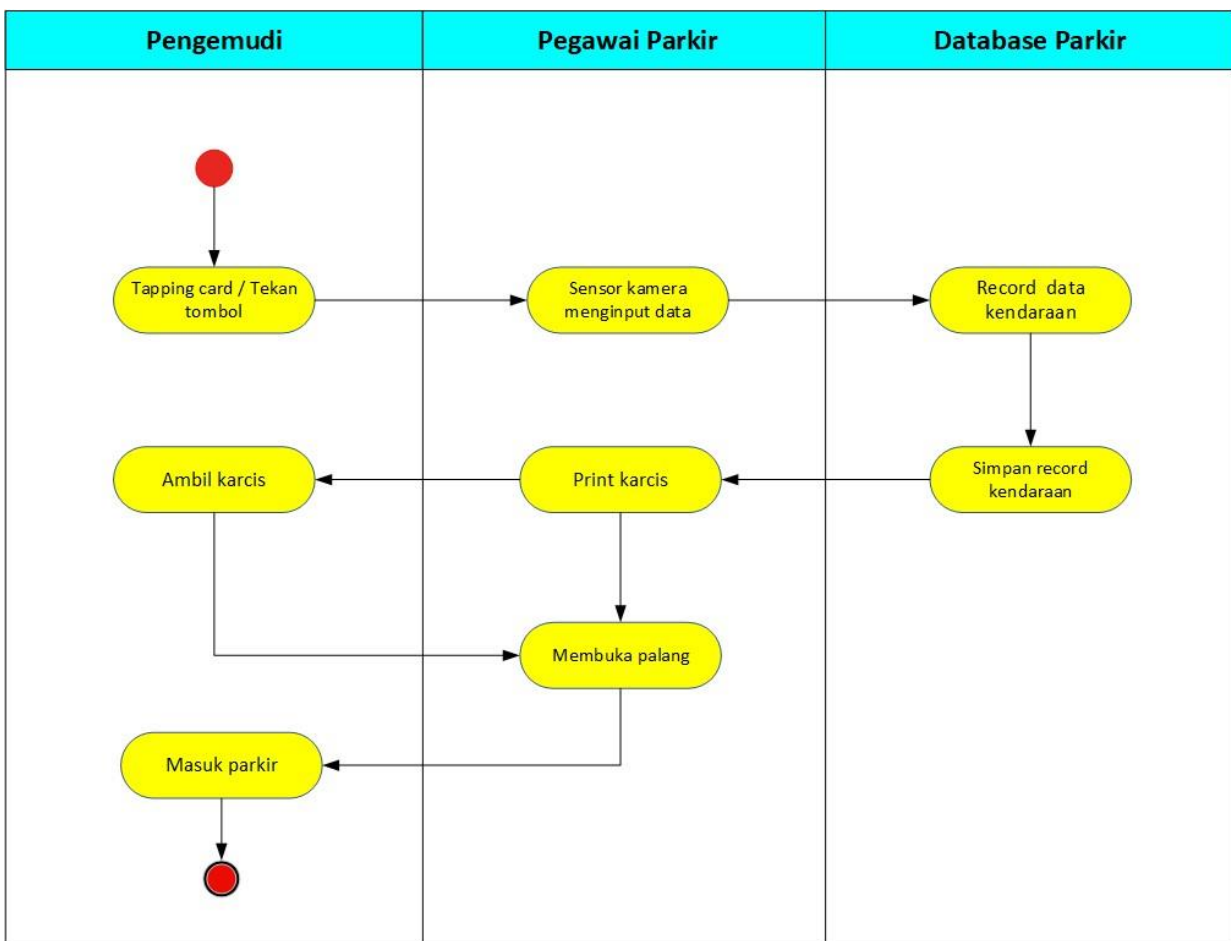 Pengemudi
Pegawai Parkir
Database Parkir
Tapping card / Tekan
tombol
Sensor kamera
menginput data
Record data
kendaraan
Ambil karcis
Print karcis
Simpan record
kendaraan
Membuka palang
Masuk parkir